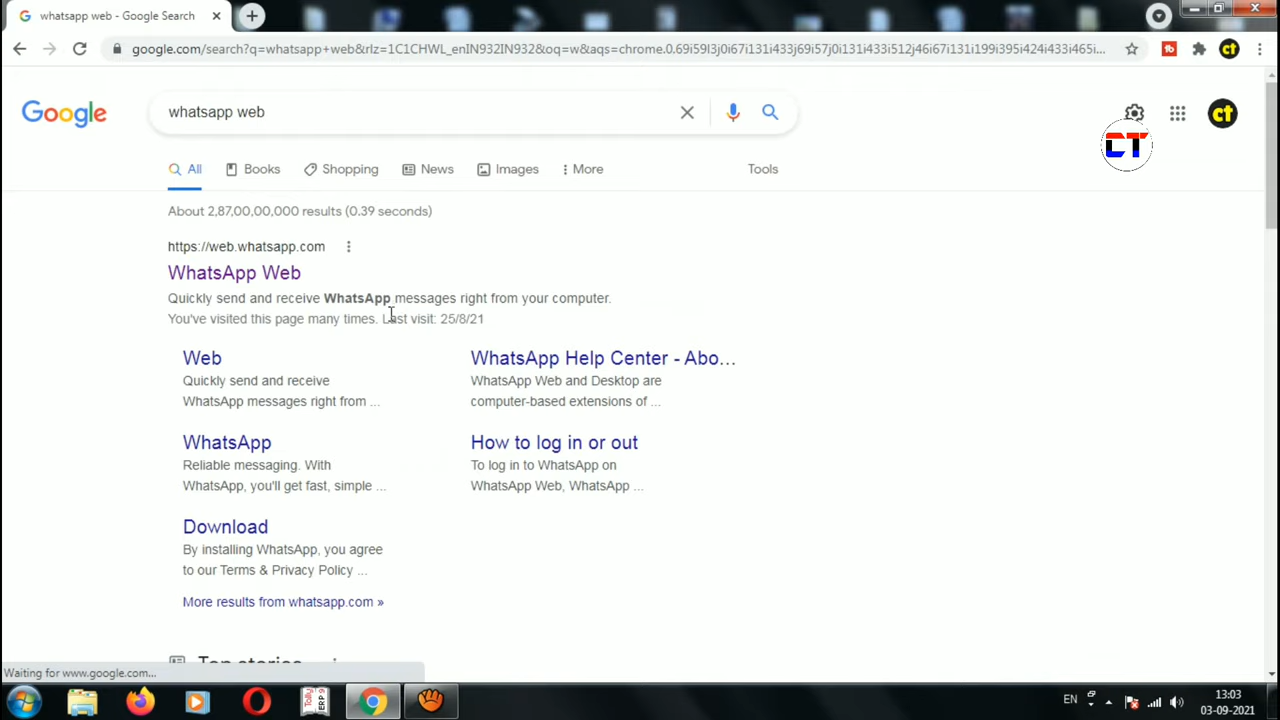 whatsapp web - Google Search
google.com/search?q=whatsapp+web&rlz=1C1CHWL_enIN932IN932&oq=w&aqs=chrome.0.69i59l3j0i67i131i433j69i57j0i131i433i512j46i67i131i199i395i424i433i465i...
Google
whatsapp web
ct
CT
All
Books
Shopping
News
Images
More
Tools
About 2,87,00,00,000 results (0.39 seconds)
https://web.whatsapp.com
WhatsApp Web
Quickly send and receive WhatsApp messages right from your computer.
You've visited this page many times. Last visit: 25/8/21
Web
Quickly send and receive
WhatsApp messages right from ...
WhatsApp Help Center - Abo...
WhatsApp Web and Desktop are
computer-based extensions of ...
WhatsApp
Reliable messaging. With
WhatsApp, you'll get fast, simple ...
How to log in or out
To log in to WhatsApp on
WhatsApp Web, WhatsApp ...
Download
By installing WhatsApp, you agree
to our Terms & Privacy Policy ...
More results from whatsapp.com »
Top stories
Waiting for www.google.com...
Tally ERP 9
EN
13:03
03-09-2021